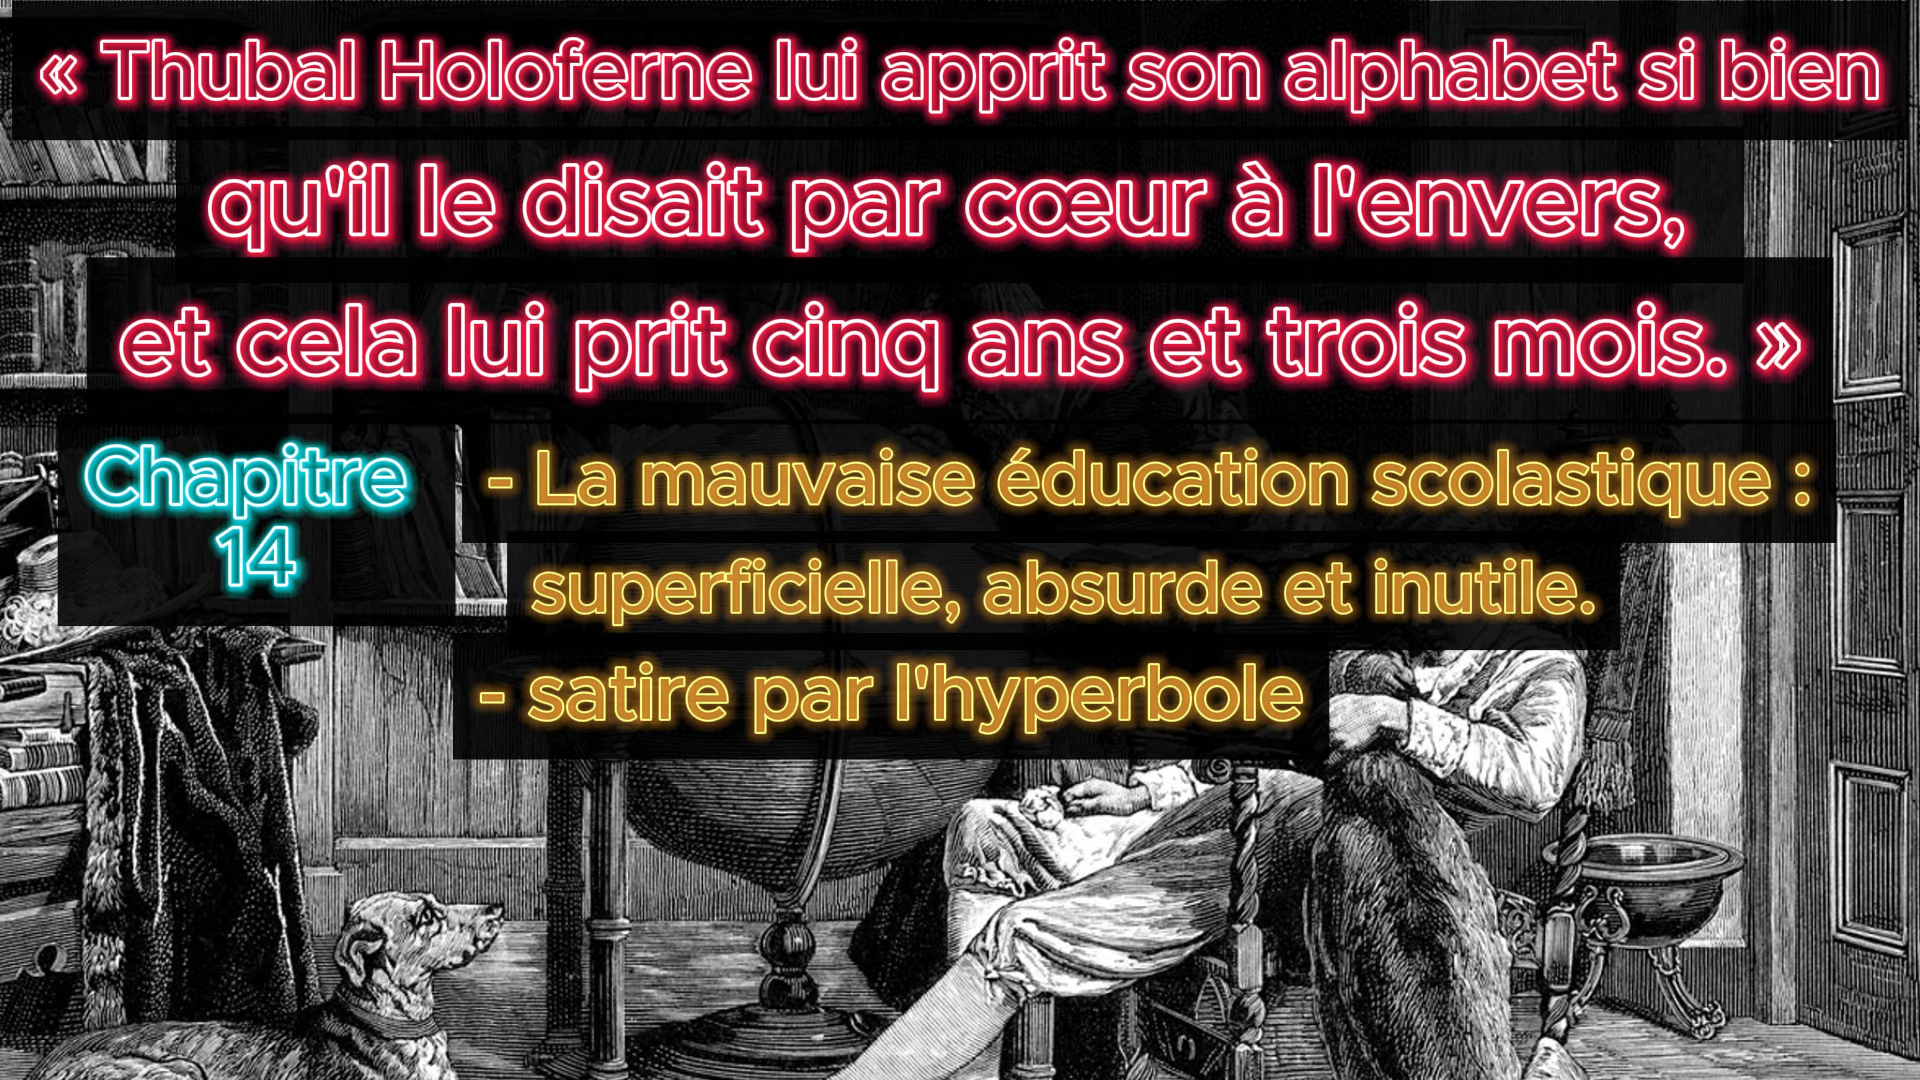 « Thubal Holoferne lui apprit son alphabet si bien
qu'il le disait par cœur à l'envers,
et cela lui prit cinq ans et trois mois. »
Chapitre
14
- La mauvaise éducation scolastique :
superficielle, absurde et inutile.
- satire par l'hyperbole